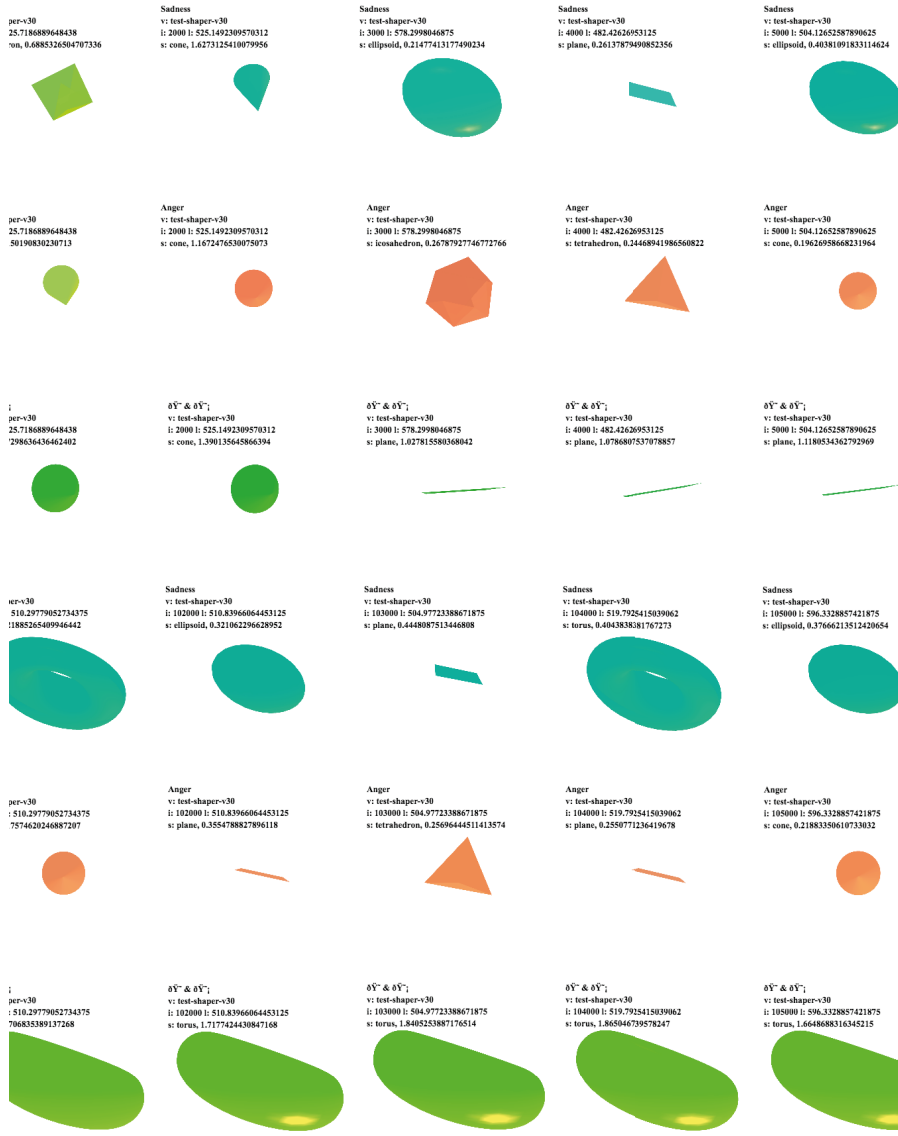 per-v30
25.7186889648438
ron, 0.6885326504707336
Sadness
v: test-shaper-v30
i: 2000 l: 525.1492309570312
s: cone, 1.6273125410079956
Sadness
v: test-shaper-v30
i: 3000 l: 578.2998046875
s: ellipsoid, 0.21477413177490234
Sadness
v: test-shaper-v30
i: 4000 l: 482.42626953125
s: plane, 0.26137879490852356
Sadness
v: test-shaper-v30
i: 5000 l: 504.12652587890625
s: ellipsoid, 0.40381091833114624
per-v30
25.7186889648438
50190830230713
Anger
v: test-shaper-v30
i: 2000 l: 525.1492309570312
s: cone, 1.1672476530075073
Anger
v: test-shaper-v30
i: 3000 l: 578.2998046875
s: icosahedron, 0.26787927746772766
Anger
v: test-shaper-v30
i: 4000 l: 482.42626953125
s: tetrahedron, 0.24468941986560822
Anger
v: test-shaper-v30
i: 5000 l: 504.12652587890625
s: cone, 0.19626958668231964
¡
per-v30
25.7186889648438
7298636436462402
ðŸ˜ & ðŸ˜¡
v: test-shaper-v30
i: 2000 l: 525.1492309570312
s: cone, 1.390135645866394
ðŸ˜ & ðŸ˜¡
v: test-shaper-v30
i: 3000 l: 578.2998046875
s: plane, 1.027815580368042
ðŸ˜ & ðŸ˜¡
v: test-shaper-v30
i: 4000 l: 482.42626953125
s: plane, 1.0786807537078857
ðŸ˜ & ðŸ˜¡
v: test-shaper-v30
i: 5000 l: 504.12652587890625
s: plane, 1.1180534362792969
per-v30
: 510.29779052734375
21885265409946442
Sadness
v: test-shaper-v30
i: 102000 l: 510.83966064453125
s: ellipsoid, 0.321062296628952
Sadness
v: test-shaper-v30
i: 103000 l: 504.97723388671875
s: plane, 0.4448087513446808
Sadness
v: test-shaper-v30
i: 104000 l: 519.7925415039062
s: torus, 0.404383838176​7273
Sadness
v: test-shaper-v30
i: 105000 l: 596.3328857421875
s: ellipsoid, 0.37666213512420654
per-v30
: 510.29779052734375
7574620246887207
Anger
v: test-shaper-v30
i: 102000 l: 510.83966064453125
s: plane, 0.3554788827896118
Anger
v: test-shaper-v30
i: 103000 l: 504.97723388671875
s: tetrahedron, 0.25696444511413574
Anger
v: test-shaper-v30
i: 104000 l: 519.7925415039062
s: plane, 0.2550771236419678
Anger
v: test-shaper-v30
i: 105000 l: 596.3328857421875
s: cone, 0.21883350610733032
¡
per-v30
: 510.29779052734375
706835389137268
ðŸ˜ & ðŸ˜¡
v: test-shaper-v30
i: 102000 l: 510.83966064453125
s: torus, 1.7177424430847168
ðŸ˜ & ðŸ˜¡
v: test-shaper-v30
i: 103000 l: 504.97723388671875
s: torus, 1.8405253887176514
ðŸ˜ & ðŸ˜¡
v: test-shaper-v30
i: 104000 l: 519.7925415039062
s: torus, 1.865046739578247
ðŸ˜ & ðŸ˜¡
v: test-shaper-v30
i: 105000 l: 596.3328857421875
s: torus, 1.6648688316345215